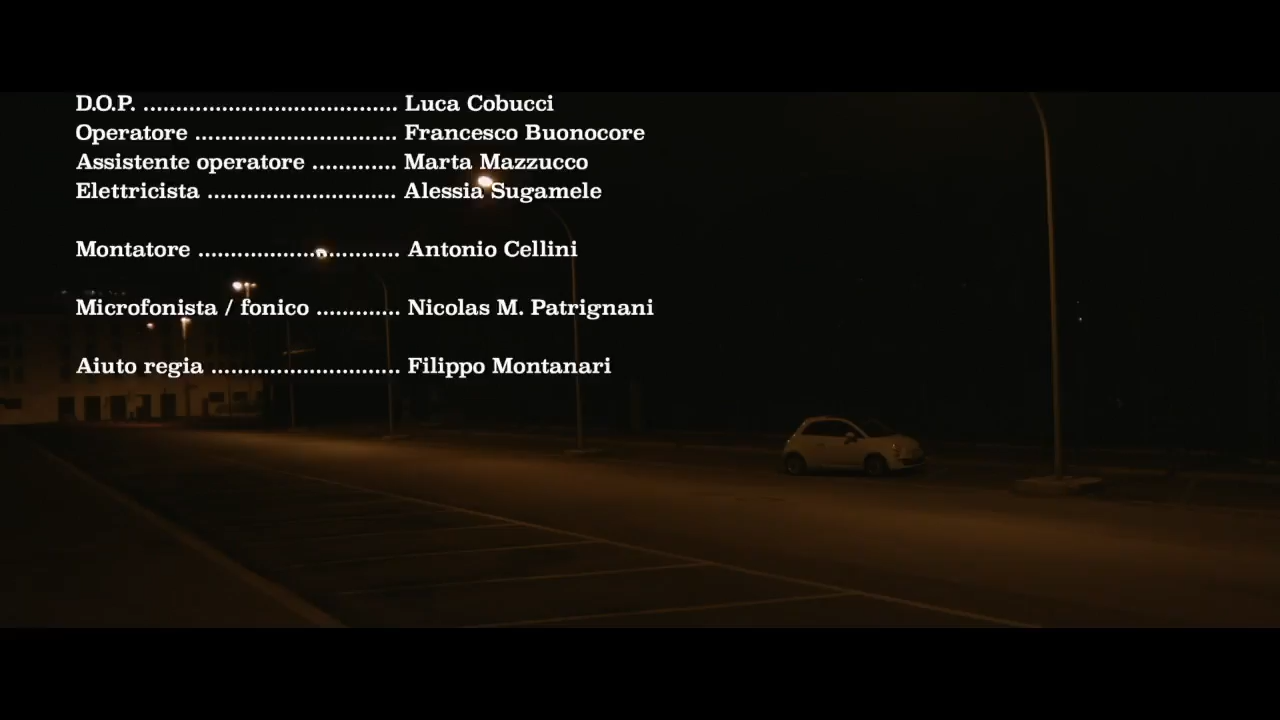 D.O.P. ....................................... Luca Cobucci
Operatore ............................... Francesco Buonocore
Assistente operatore ............. Marta Mazzucco
Elettricista ............................. Alessia Sugamele
Montatore ............................... Antonio Cellini
Microfonista / fonico ............. Nicolas M. Patrignani
Aiuto regia ............................. Filippo Montanari